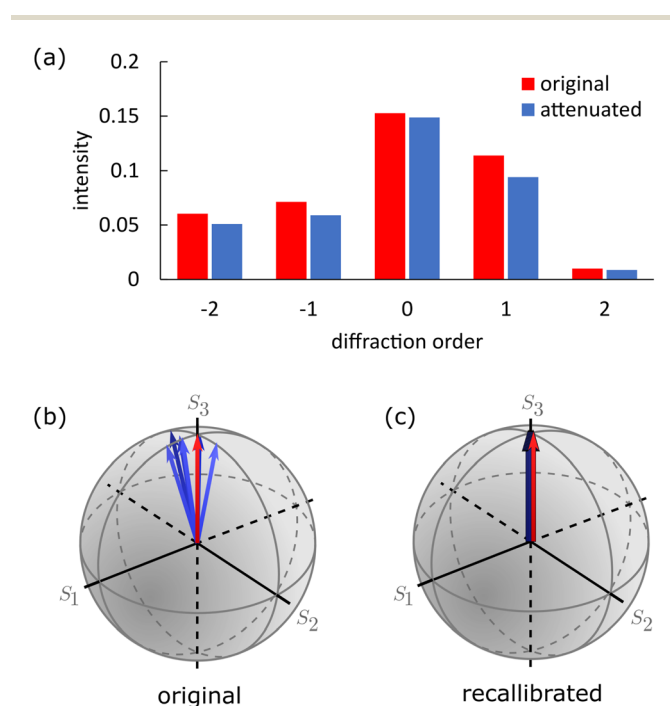 (a)
0.2
0.15
0.1
0.05
0
intensity
original
attenuated
-2 -1 0 1 2
diffraction order
(b)
S3
S1
S2
original
(c)
S3
S1
S2
recallibrated